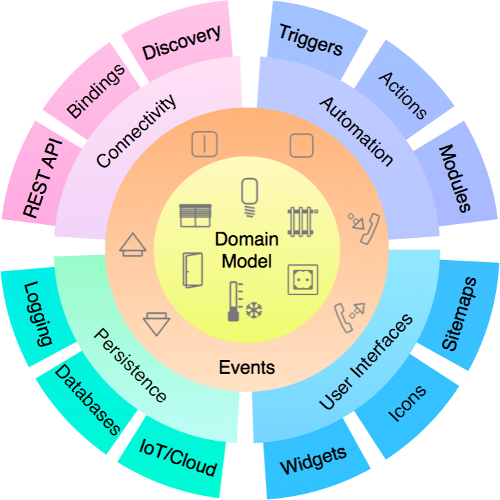 Discovery
Bindings
REST API
Connectivity
Triggers
Actions
Modules
Automation
Domain
Model
Events
Logging
Databases
IoT/Cloud
Persistence
User Interfaces
Sitemaps
Icons
Widgets